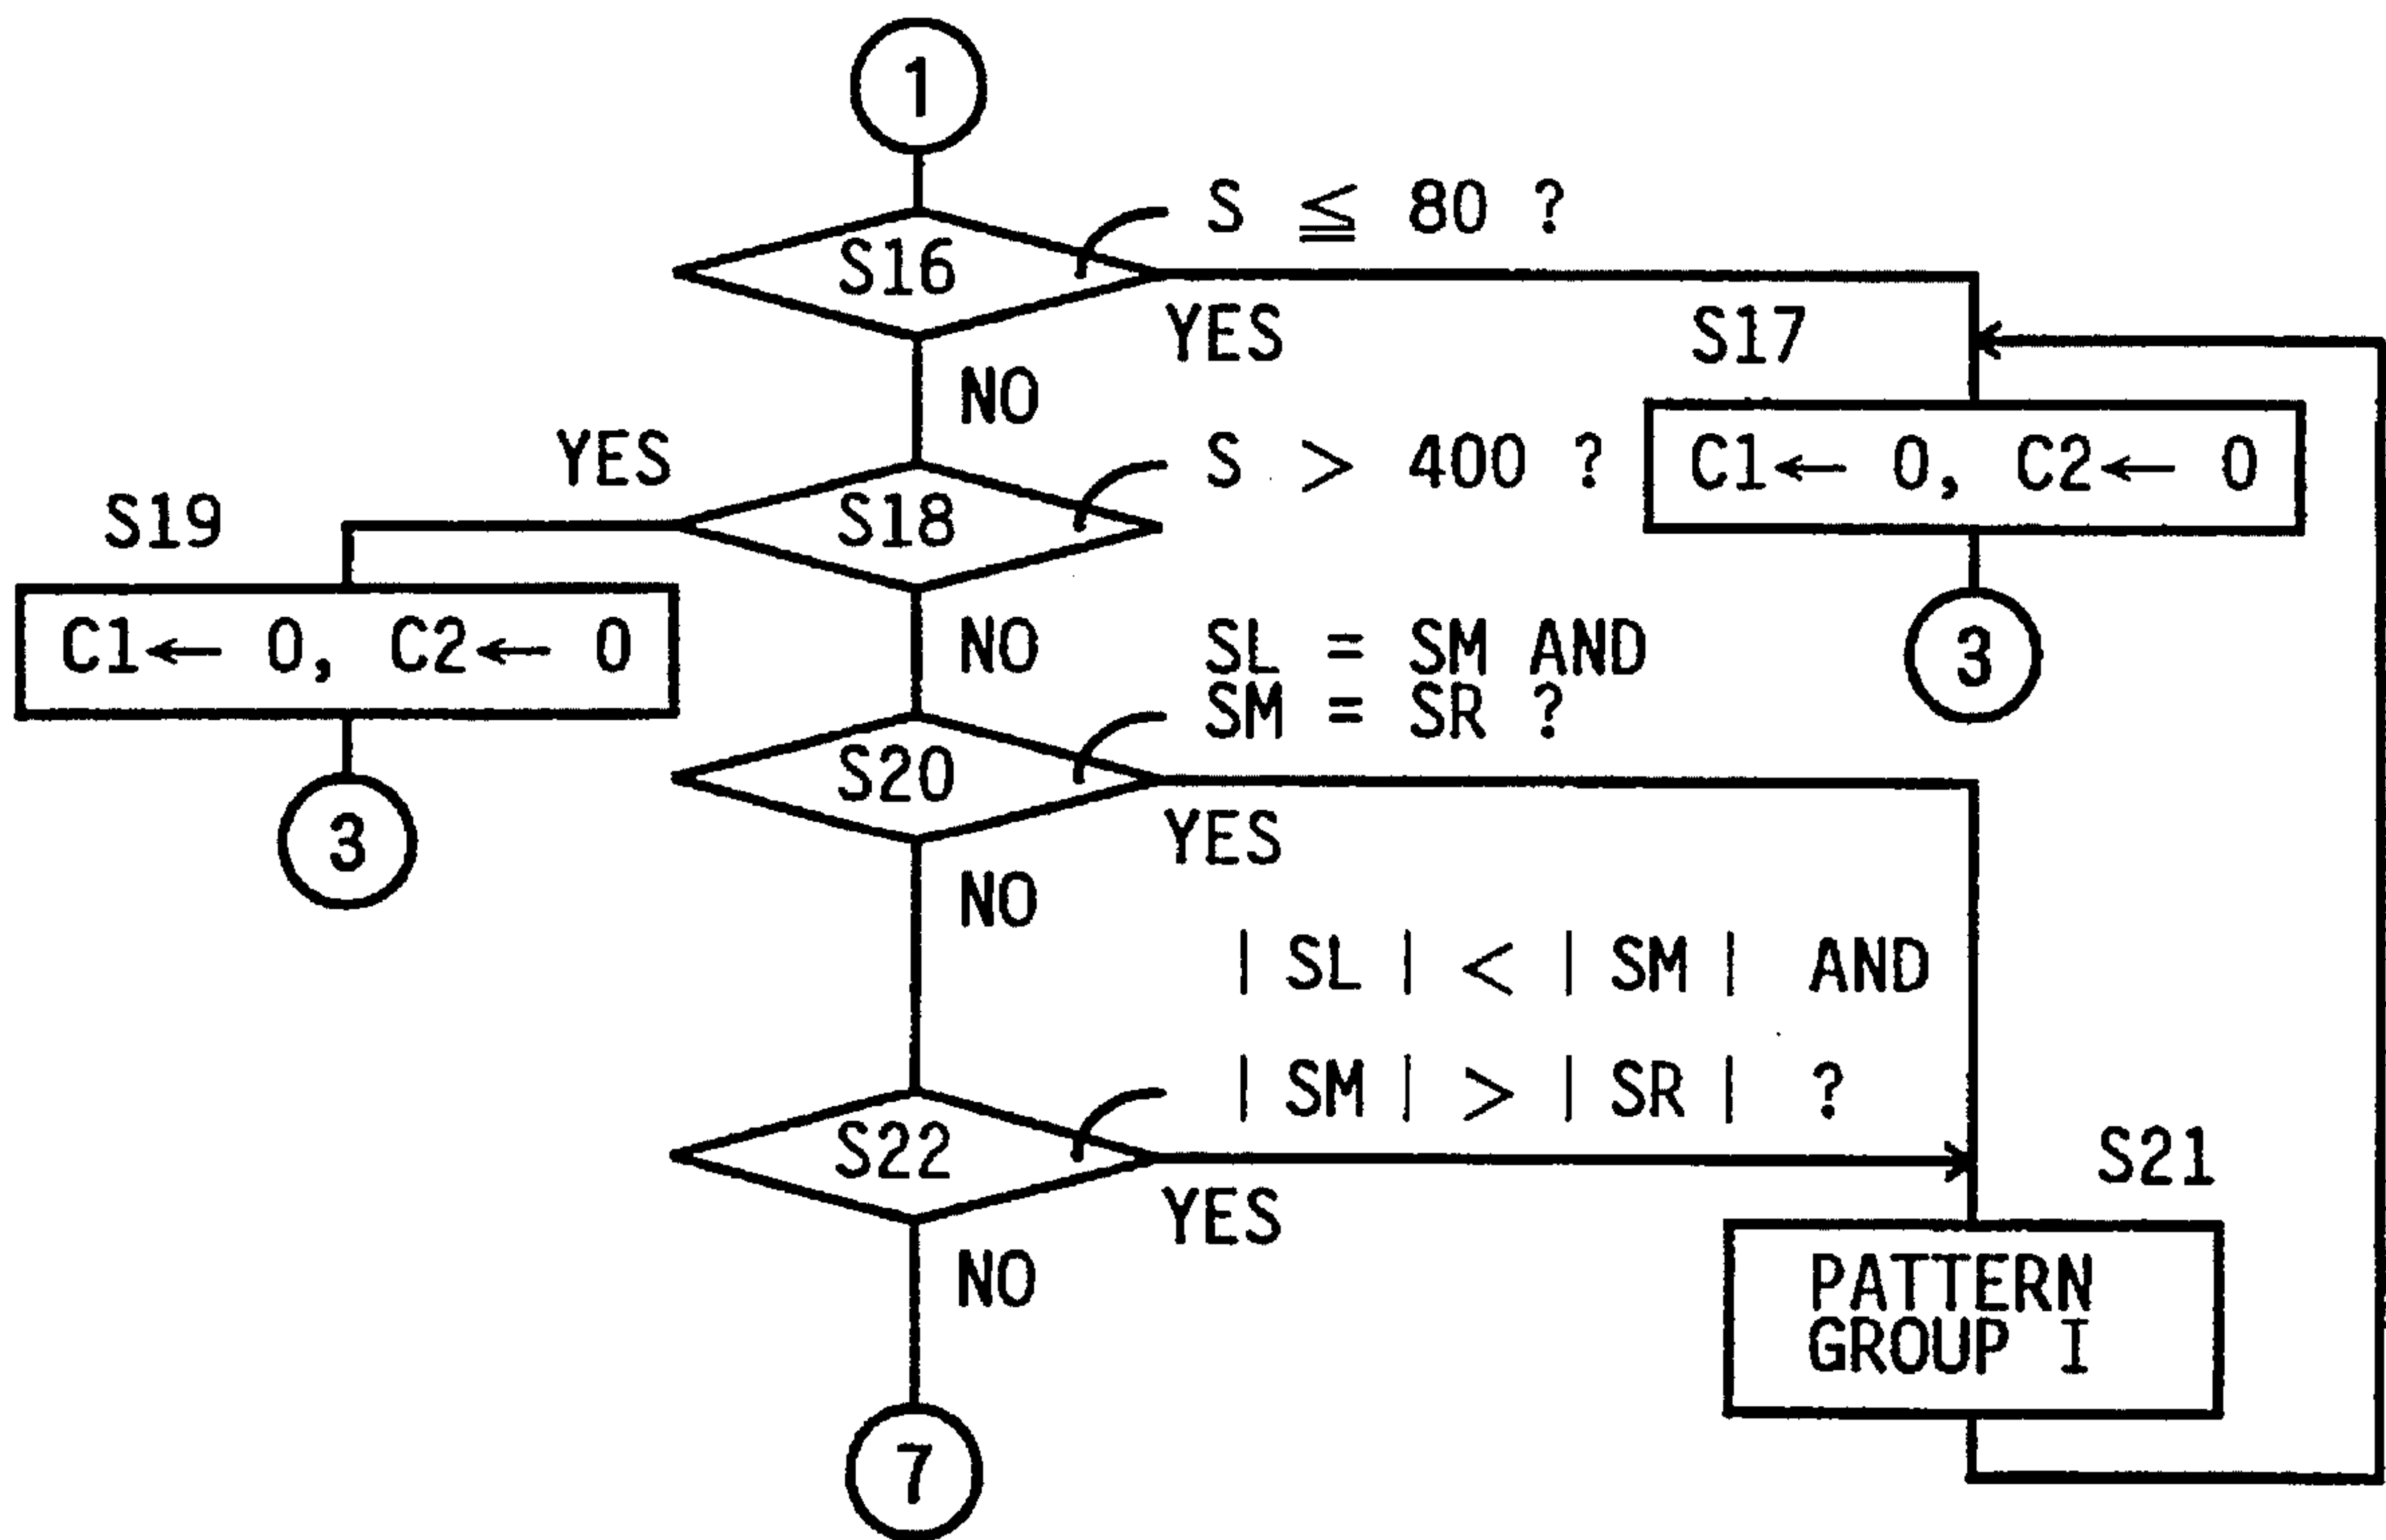 1
S ≦ 80 ?
S16
YES
S17
NO
YES
S > 400 ?
C1← 0, C2← 0
S19
S18
C1← 0, C2← 0
NO
SL = SM AND
SM = SR ?
3
S20
YES
3
NO
| SL | < | SM | AND
| SM | > | SR | ?
S22
S21
YES
NO
PATTERN
GROUP I
7